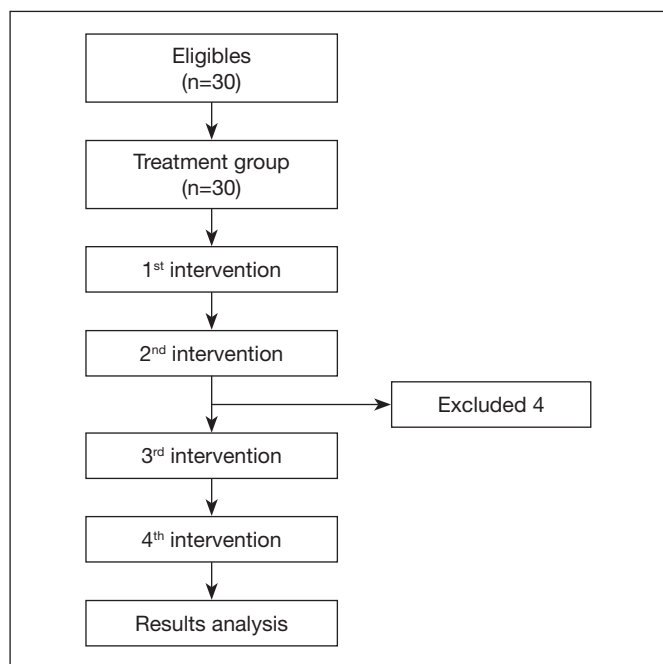 Eligibles
(n=30)
Treatment group
(n=30)
1st intervention
2nd intervention
Excluded 4
3rd intervention
4th intervention
Results analysis